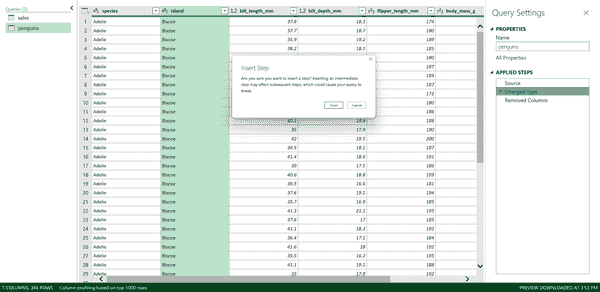 Queries [2]
sales
penguins
species island 1.2 bill_length_mm 1.2 bill_depth_mm flipper_length_mm body_mass_g
1 Adelie Biscoe 37.8 18.3 174
2 Adelie Biscoe 37.7 18.7 180
3 Adelie Biscoe 35.9 19.2 189
4 Adelie Biscoe 38.2 18.1 185
5 Adelie Biscoe 180
6 Adelie Biscoe 187
7 Adelie Biscoe 183
8 Adelie Biscoe 187
9 Adelie Biscoe 172
10 Adelie Biscoe 180
11 Adelie Biscoe 186
12 Adelie Biscoe 40.1 18.9 188
13 Adelie Biscoe 35 17.9 190
14 Adelie Biscoe 42 19.5 200
15 Adelie Biscoe 34.5 18.1 187
16 Adelie Biscoe 41.4 18.6 191
17 Adelie Biscoe 39 17.5 186
18 Adelie Biscoe 40.6 18.8 193
19 Adelie Biscoe 36.5 16.6 181
20 Adelie Biscoe 37.6 19.1 194
21 Adelie Biscoe 35.7 16.9 185
22 Adelie Biscoe 41.3 21.1 195
23 Adelie Biscoe 37.6 17 185
24 Adelie Biscoe 41.1 18.2 192
25 Adelie Biscoe 36.4 17.1 184
26 Adelie Biscoe 41.6 18 192
27 Adelie Biscoe 35.5 16.2 195
28 Adelie Biscoe 41.1 19.1 188
29 Adelie Biscoe 35 17.9 192
Insert Step
Are you sure you want to insert a step? Inserting an intermediate
step may affect subsequent steps, which could cause your query to
break.
Insert Cancel
Query Settings
PROPERTIES
Name
penguins
All Properties
APPLIED STEPS
Source
Changed Type
Removed Columns
7 COLUMNS, 344 ROWS Column profiling based on top 1000 rows
PREVIEW DOWNLOADED AT 3:53 PM